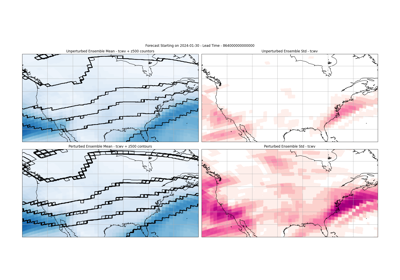 Forecast Starting on 2024-01-30 - Lead Time - 864000000000000
Unperturbed Ensemble Mean - tcwv + z500 countors
Unperturbed Ensemble Std - tcwv
Perturbed Ensemble Mean - tcwv + z500 contours
Perturbed Ensemble Std - tcwv